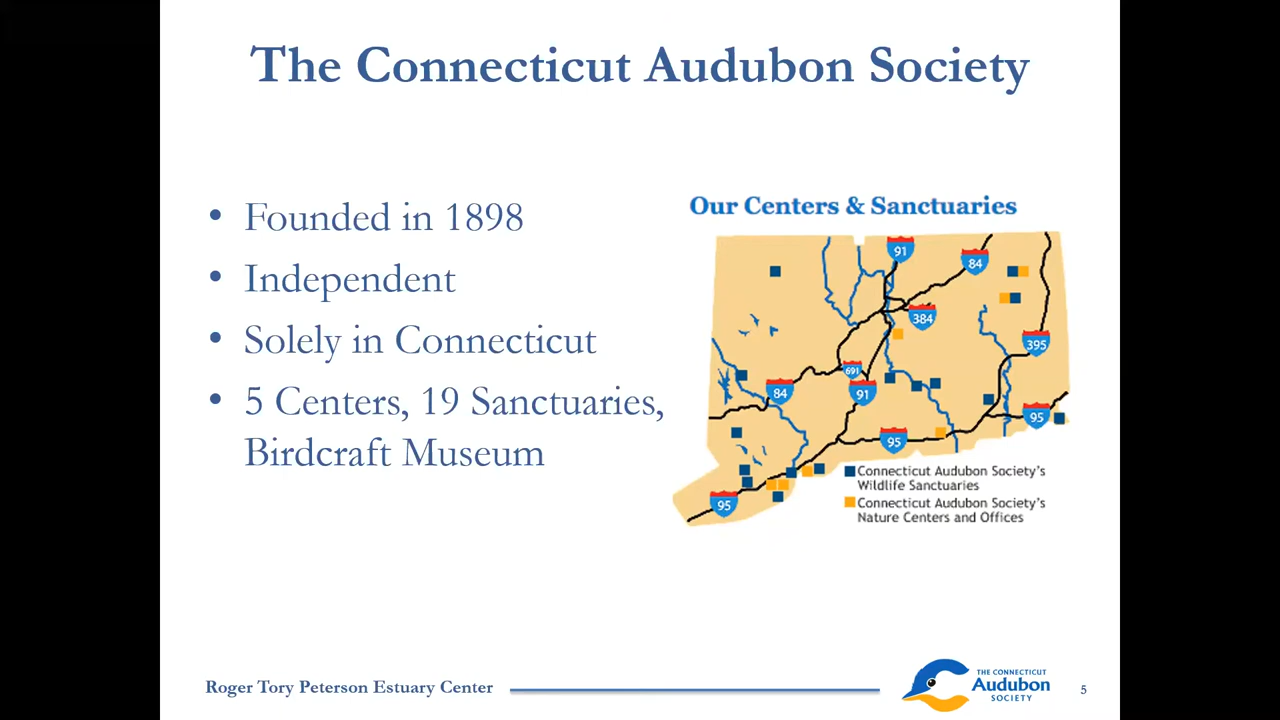 The Connecticut Audubon Society
• Founded in 1898
• Independent
• Solely in Connecticut
• 5 Centers, 19 Sanctuaries,
Birdcraft Museum
Our Centers & Sanctuaries
91
84
384
395
691
84
91
95
95
95
Connecticut Audubon Society's
Wildlife Sanctuaries
Connecticut Audubon Society's
Nature Centers and Offices
Roger Tory Peterson Estuary Center
THE CONNECTICUT
Audubon
SOCIETY
5